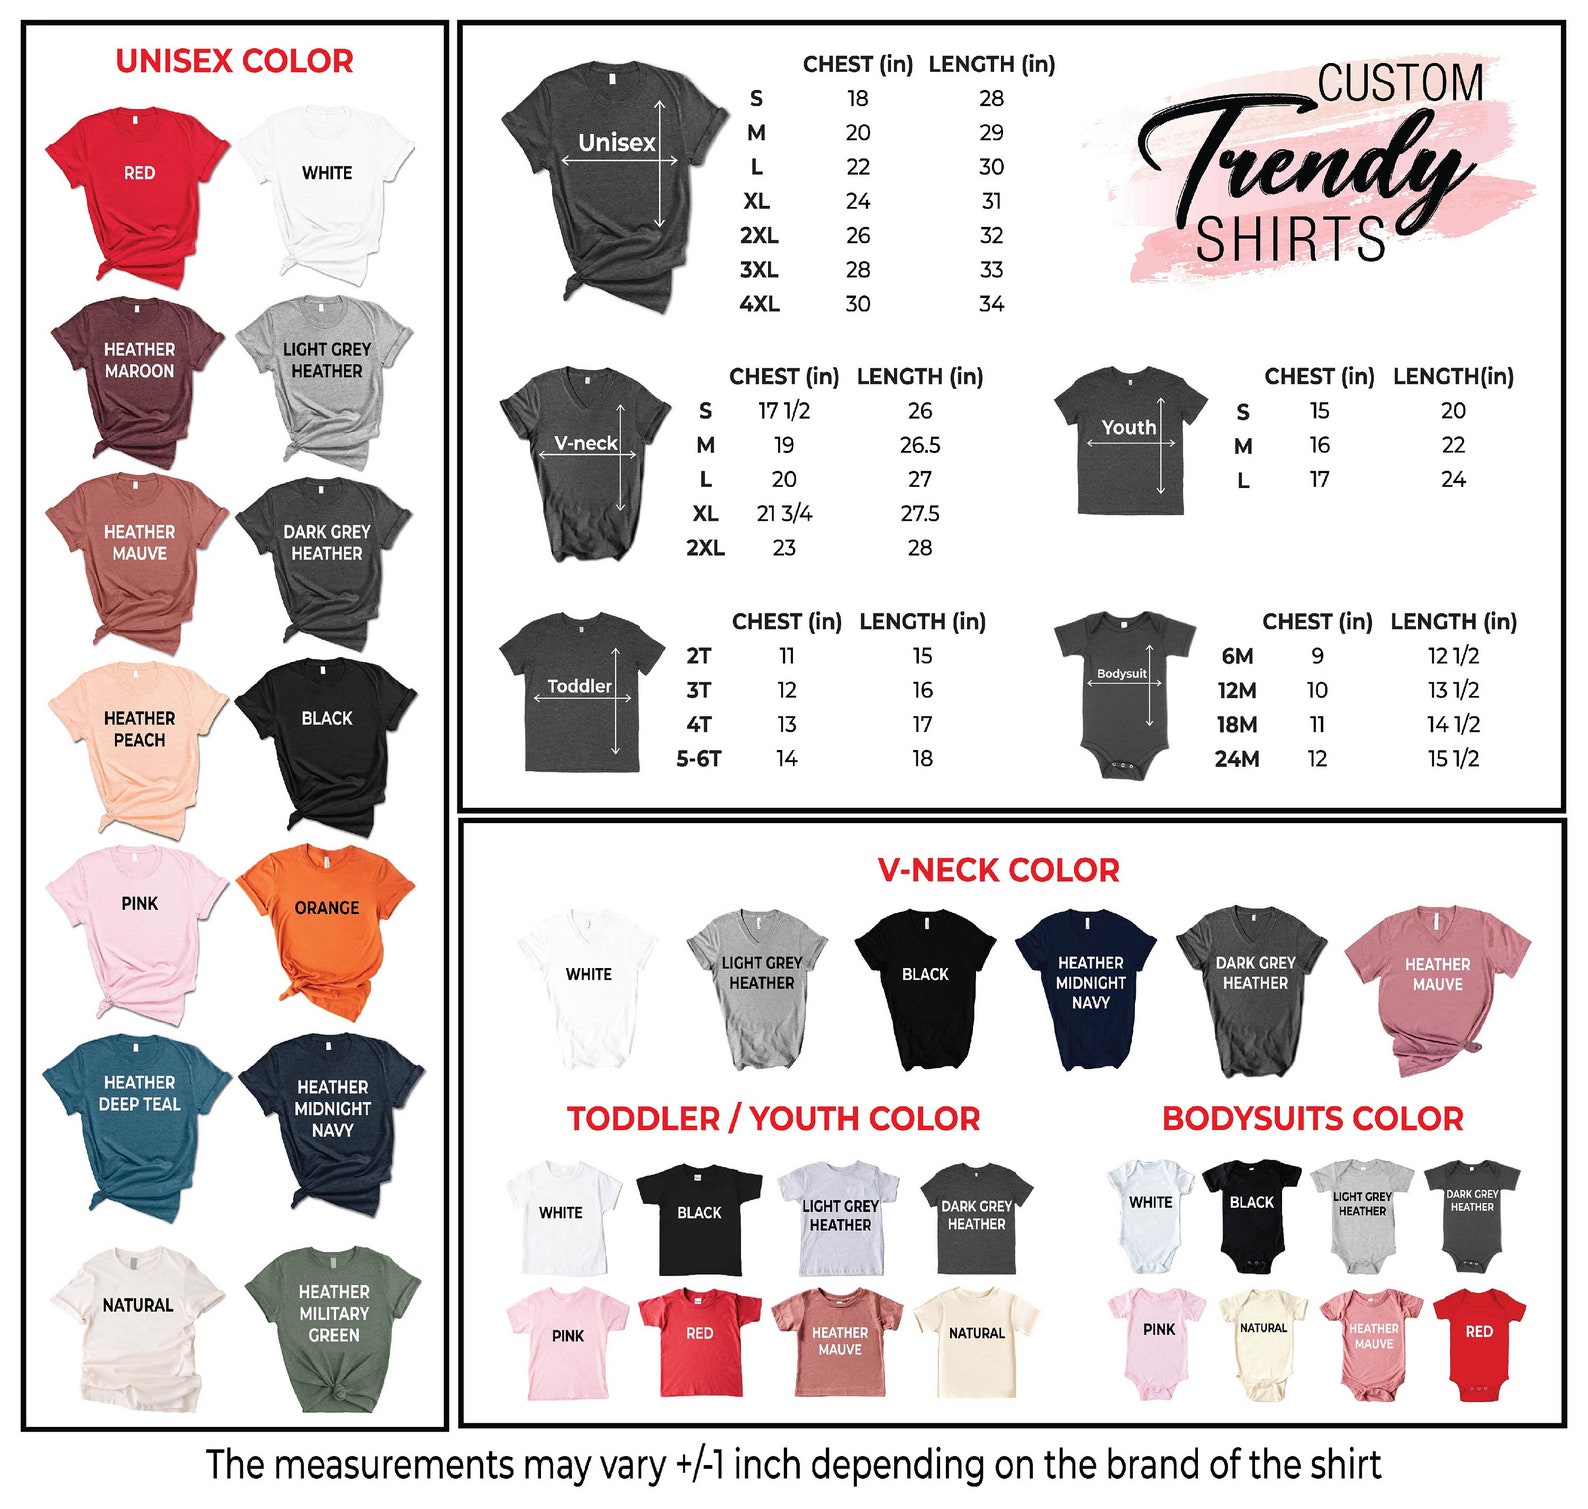 UNISEX COLOR
RED
WHITE
HEATHER
MAROON
LIGHT GREY
HEATHER
HEATHER
MAUVE
DARK GREY
HEATHER
HEATHER
PEACH
BLACK
PINK
ORANGE
HEATHER
DEEP TEAL
HEATHER
MIDNIGHT
NAVY
NATURAL
HEATHER
MILITARY
GREEN
Unisex
CHEST (in) LENGTH (in)
S 18 28
M 20 29
L 22 30
XL 24 31
2XL 26 32
3XL 28 33
4XL 30 34
CUSTOM
Trendy
SHIRTS
V-neck
CHEST (in) LENGTH (in)
S 17 1/2 26
M 19 26.5
L 20 27
XL 21 3/4 27.5
2XL 23 28
Youth
CHEST (in) LENGTH(in)
S 15 20
M 16 22
L 17 24
Toddler
CHEST (in) LENGTH (in)
2T 11 15
3T 12 16
4T 13 17
5-6T 14 18
Bodysuit
CHEST (in) LENGTH (in)
6M 9 12 1/2
12M 10 13 1/2
18M 11 14 1/2
24M 12 15 1/2
V-NECK COLOR
WHITE
LIGHT GREY
HEATHER
BLACK
HEATHER
MIDNIGHT
NAVY
DARK GREY
HEATHER
HEATHER
MAUVE
TODDLER / YOUTH COLOR
WHITE
BLACK
LIGHT GREY
HEATHER
DARK GREY
HEATHER
PINK
RED
HEATHER
MAUVE
NATURAL
BODYSUITS COLOR
WHITE
BLACK
LIGHT GREY
HEATHER
DARK GREY
HEATHER
PINK
NATURAL
HEATHER
MAUVE
RED
The measurements may vary +/-1 inch depending on the brand of the shirt